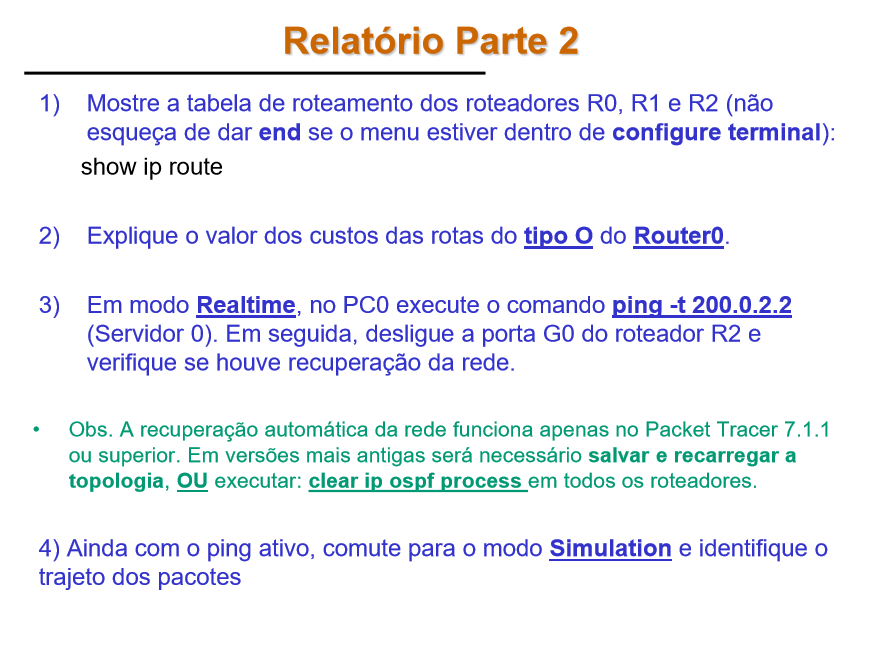 Relatório Parte 2
1) Mostre a tabela de roteamento dos roteadores R0, R1 e R2 (não
esqueça de dar end se o menu estiver dentro de configure terminal):
show ip route
2) Explique o valor dos custos das rotas do tipo O do Router0.
3) Em modo Realtime, no PC0 execute o comando ping -t 200.0.2.2
(Servidor 0). Em seguida, desligue a porta G0 do roteador R2 e
verifique se houve recuperação da rede.
• Obs. A recuperação automática da rede funciona apenas no Packet Tracer 7.1.1
ou superior. Em versões mais antigas será necessário salvar e recarregar a
topologia, OU executar: clear ip ospf process em todos os roteadores.
4) Ainda com o ping ativo, comute para o modo Simulation e identifique o
trajeto dos pacotes